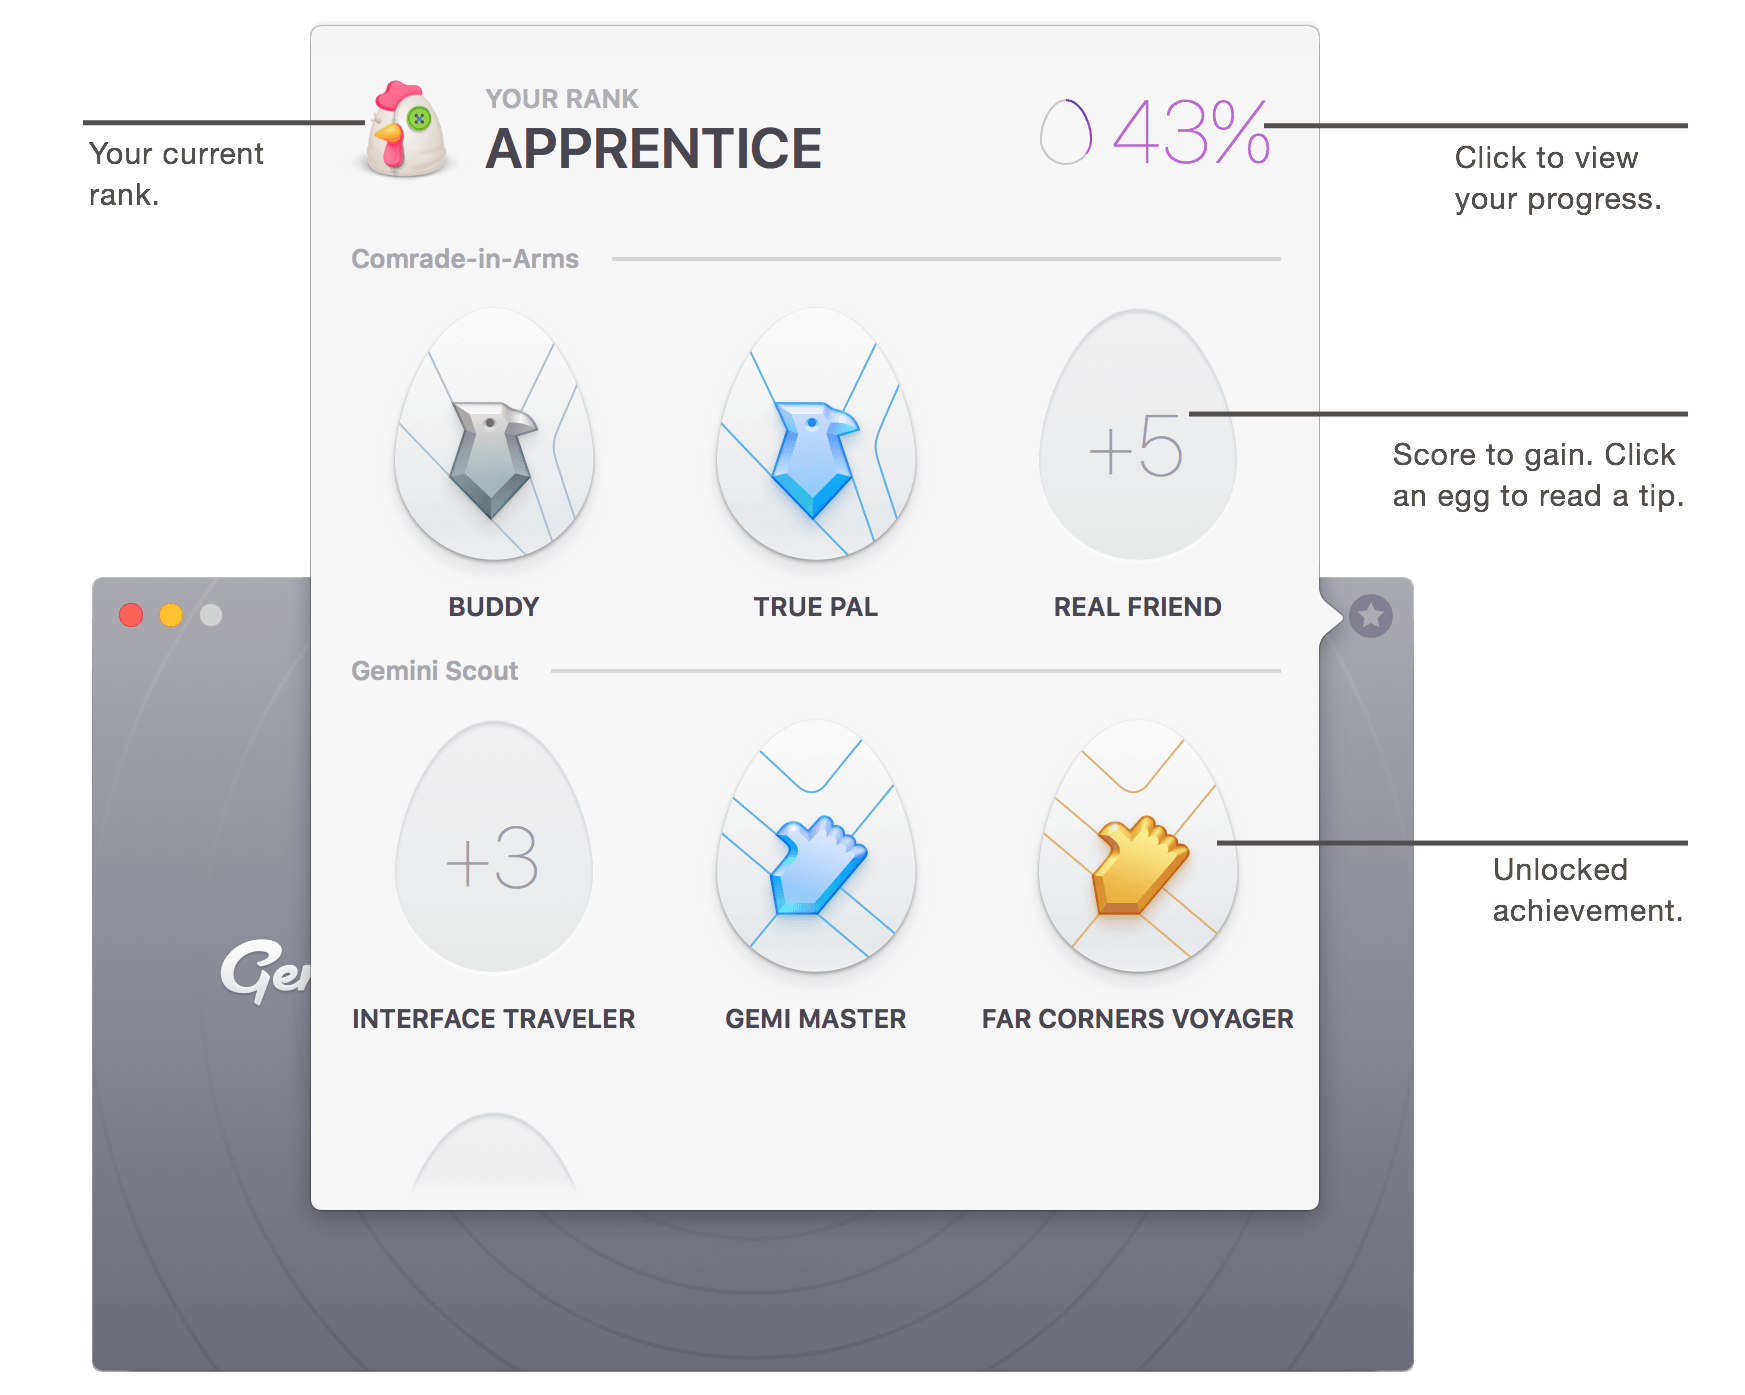 YOUR RANK
APPRENTICE
43%
Your current
rank.
Click to view
your progress.
Comrade-in-Arms
+5
Score to gain. Click
an egg to read a tip.
BUDDY
TRUE PAL
REAL FRIEND
Gemini Scout
+3
Unlocked
achievement.
INTERFACE TRAVELER
GEMI MASTER
FAR CORNERS VOYAGER